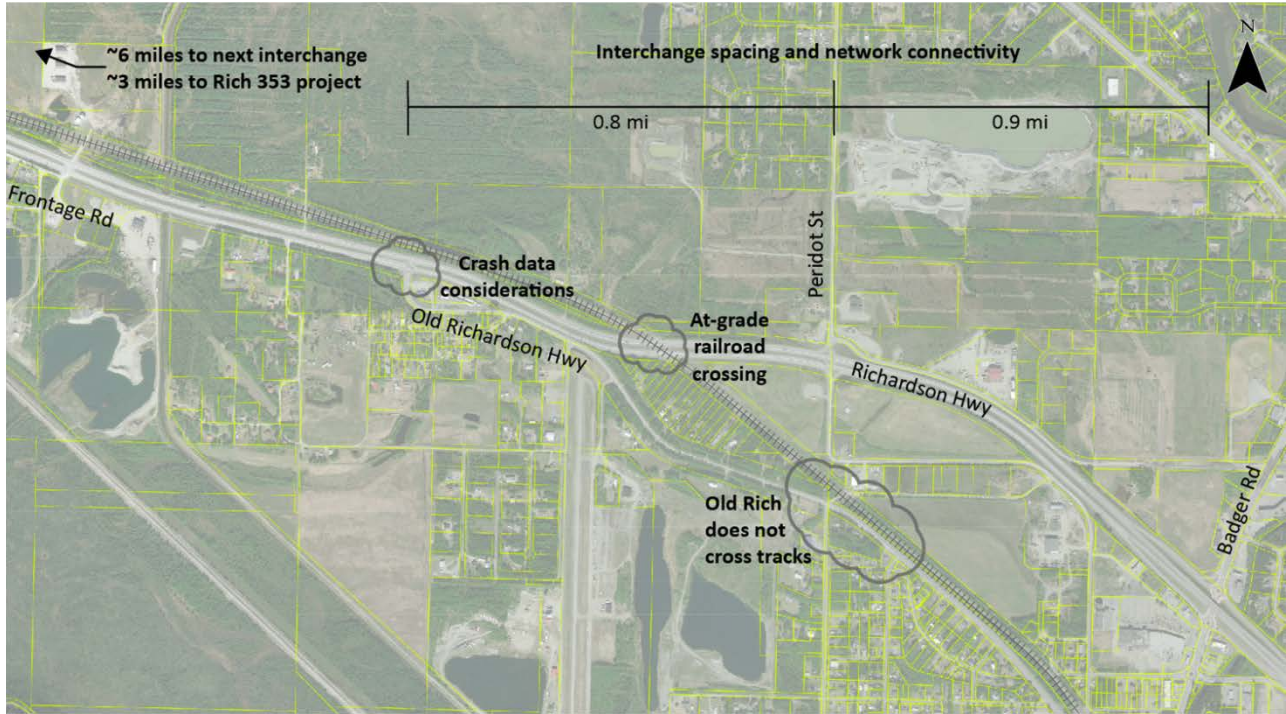 ~6 miles to next interchange
~3 miles to Rich 353 project
Interchange spacing and network connectivity
N
0.8 mi
0.9 mi
Frontage Rd
Crash data
considerations
Old Richardson Hwy
At-grade
railroad
crossing
Peridot St
Richardson Hwy
Old Rich
does not
cross tracks
Badger Rd